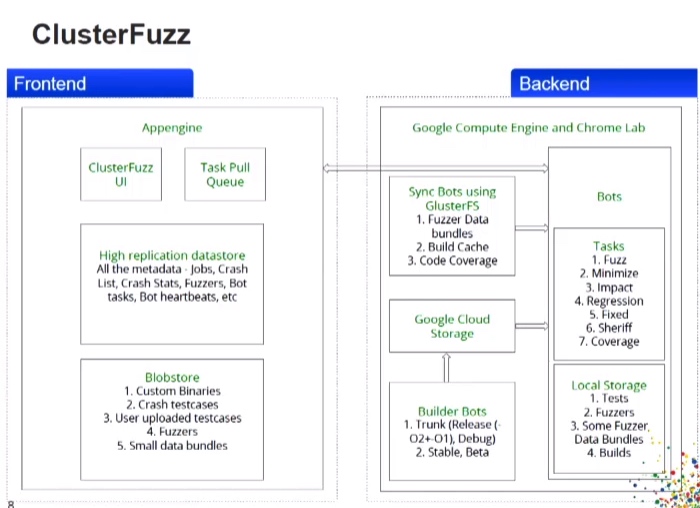 ClusterFuzz
Frontend
Backend
Appengine
ClusterFuzz
UI
Task Pull
Queue
High replication datastore
All the metadata - Jobs, Crash
List, Crash Stats, Fuzzers, Bot
tasks, Bot heartbeats, etc
Blobstore
1. Custom Binaries
2. Crash testcases
3. User uploaded testcases
4. Fuzzers
5. Small data bundles
Google Compute Engine and Chrome Lab
Sync Bots using
GlusterFS
1. Fuzzer Data
bundles
2. Build Cache
3. Code Coverage
Google Cloud
Storage
Builder Bots
1. Trunk (Release (-
O2+-O1), Debug)
2. Stable, Beta
Bots
Tasks
1. Fuzz
2. Minimize
3. Impact
4. Regression
5. Fixed
6. Sheriff
7. Coverage
Local Storage
1. Tests
2. Fuzzers
3. Some Fuzzer
Data Bundles
4. Builds
8